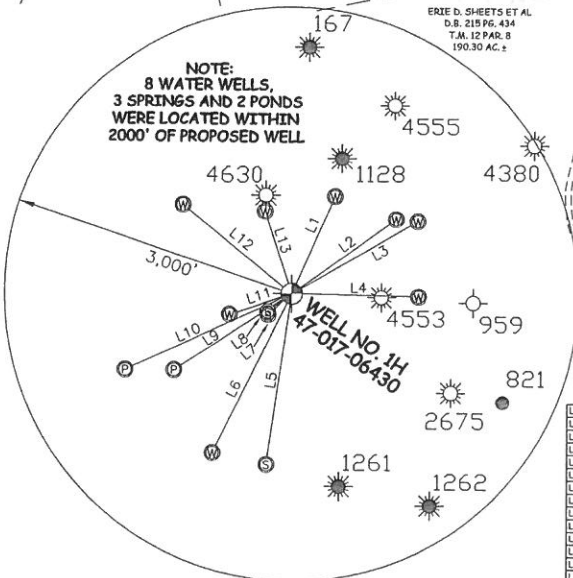 ERIE D. SHEETS ET AL
D.B. 215 PG. 434
T.M. 12 PAR. 8
190.30 AC.±
167
NOTE:
8 WATER WELLS,
3 SPRINGS AND 2 PONDS
WERE LOCATED WITHIN
2000' OF PROPOSED WELL
4555
4380
1128
4630
W
W
W
W
W
L1
L2
L3
L12
L13
3,000'
L4
W
4553
959
L11
W
S
L10
L9
L8
L7
WELL NO. 1H
47-017-06430
P
P
L6
L5
821
2675
W
S
1261
1262